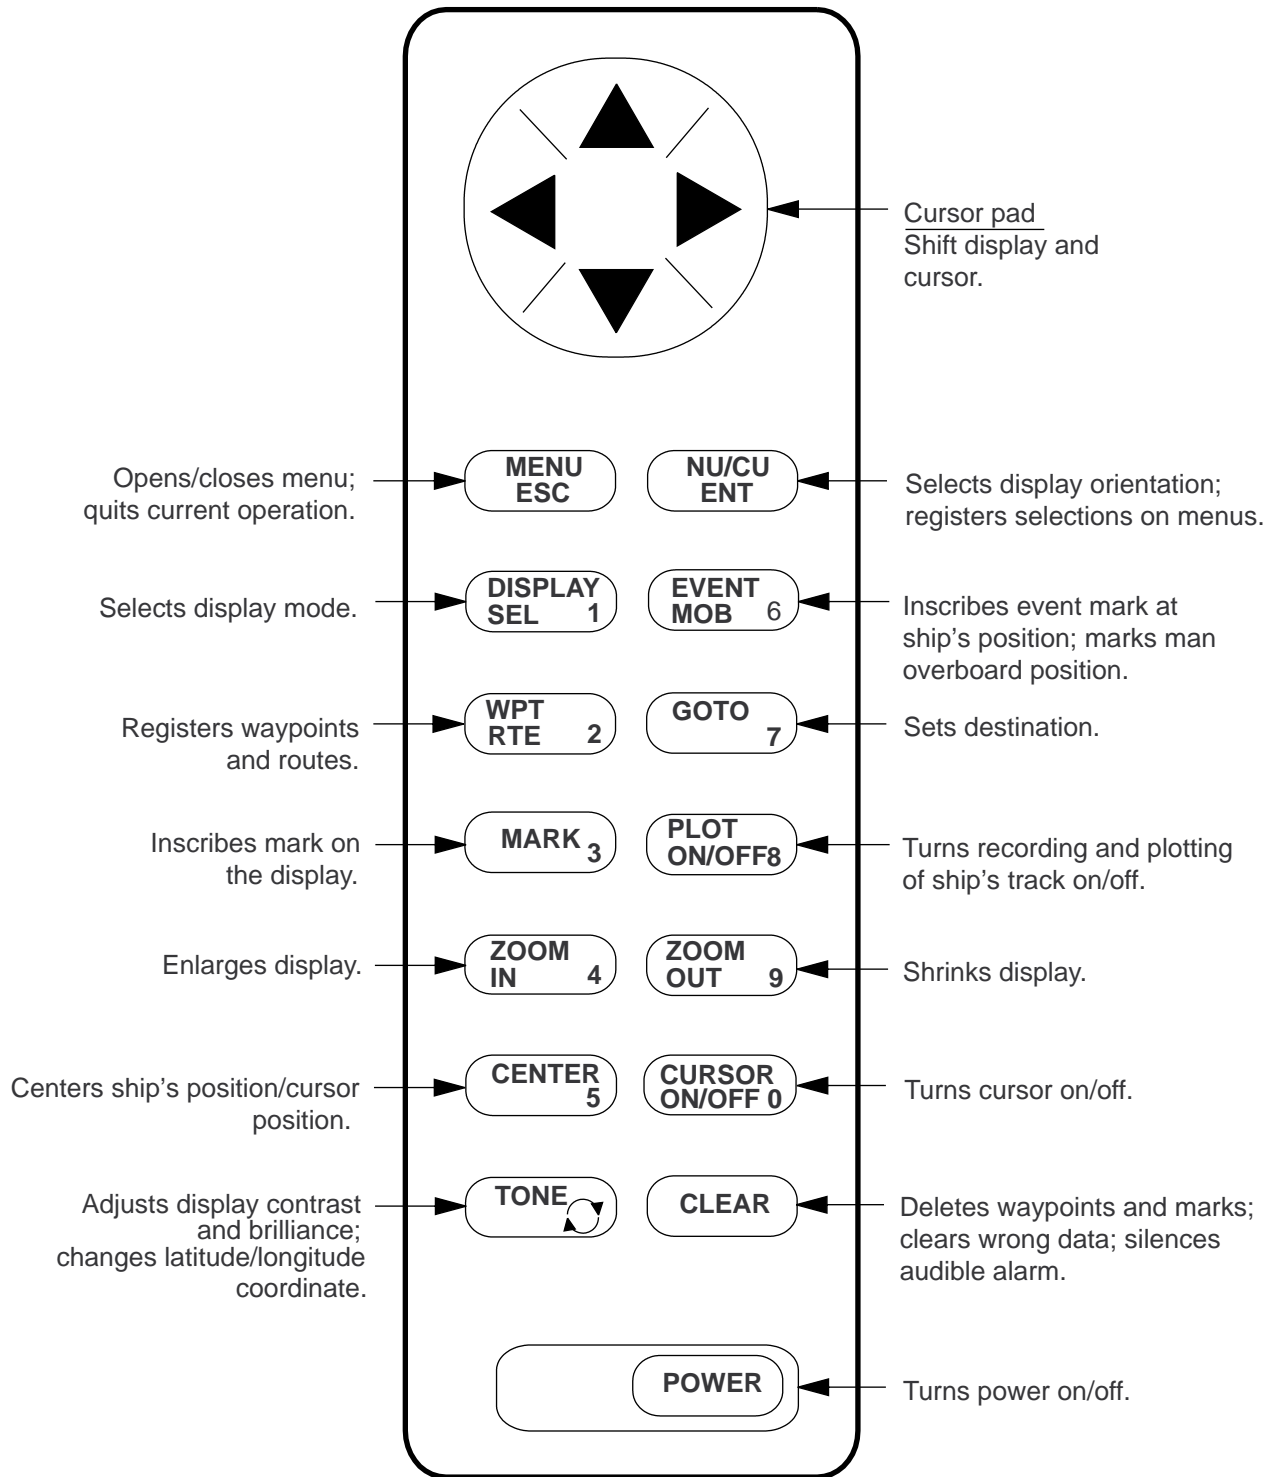 Cursor pad
Shift display and
cursor.
Opens/closes menu;
quits current operation.
MENU
ESC
NU/CU
ENT
Selects display orientation;
registers selections on menus.
Selects display mode.
DISPLAY
SEL 1
EVENT
MOB 6
Inscribes event mark at
ship's position; marks man
overboard position.
Registers waypoints
and routes.
WPT
RTE 2
GOTO
7
Sets destination.
Inscribes mark on
the display.
MARK 3
PLOT
ON/OFF8
Turns recording and plotting
of ship's track on/off.
Enlarges display.
ZOOM
IN 4
ZOOM
OUT 9
Shrinks display.
Centers ship's position/cursor
position.
CENTER
5
CURSOR
ON/OFF 0
Turns cursor on/off.
Adjusts display contrast
and brilliance;
changes latitude/longitude
coordinate.
TONE
CLEAR
Deletes waypoints and marks;
clears wrong data; silences
audible alarm.
POWER
Turns power on/off.